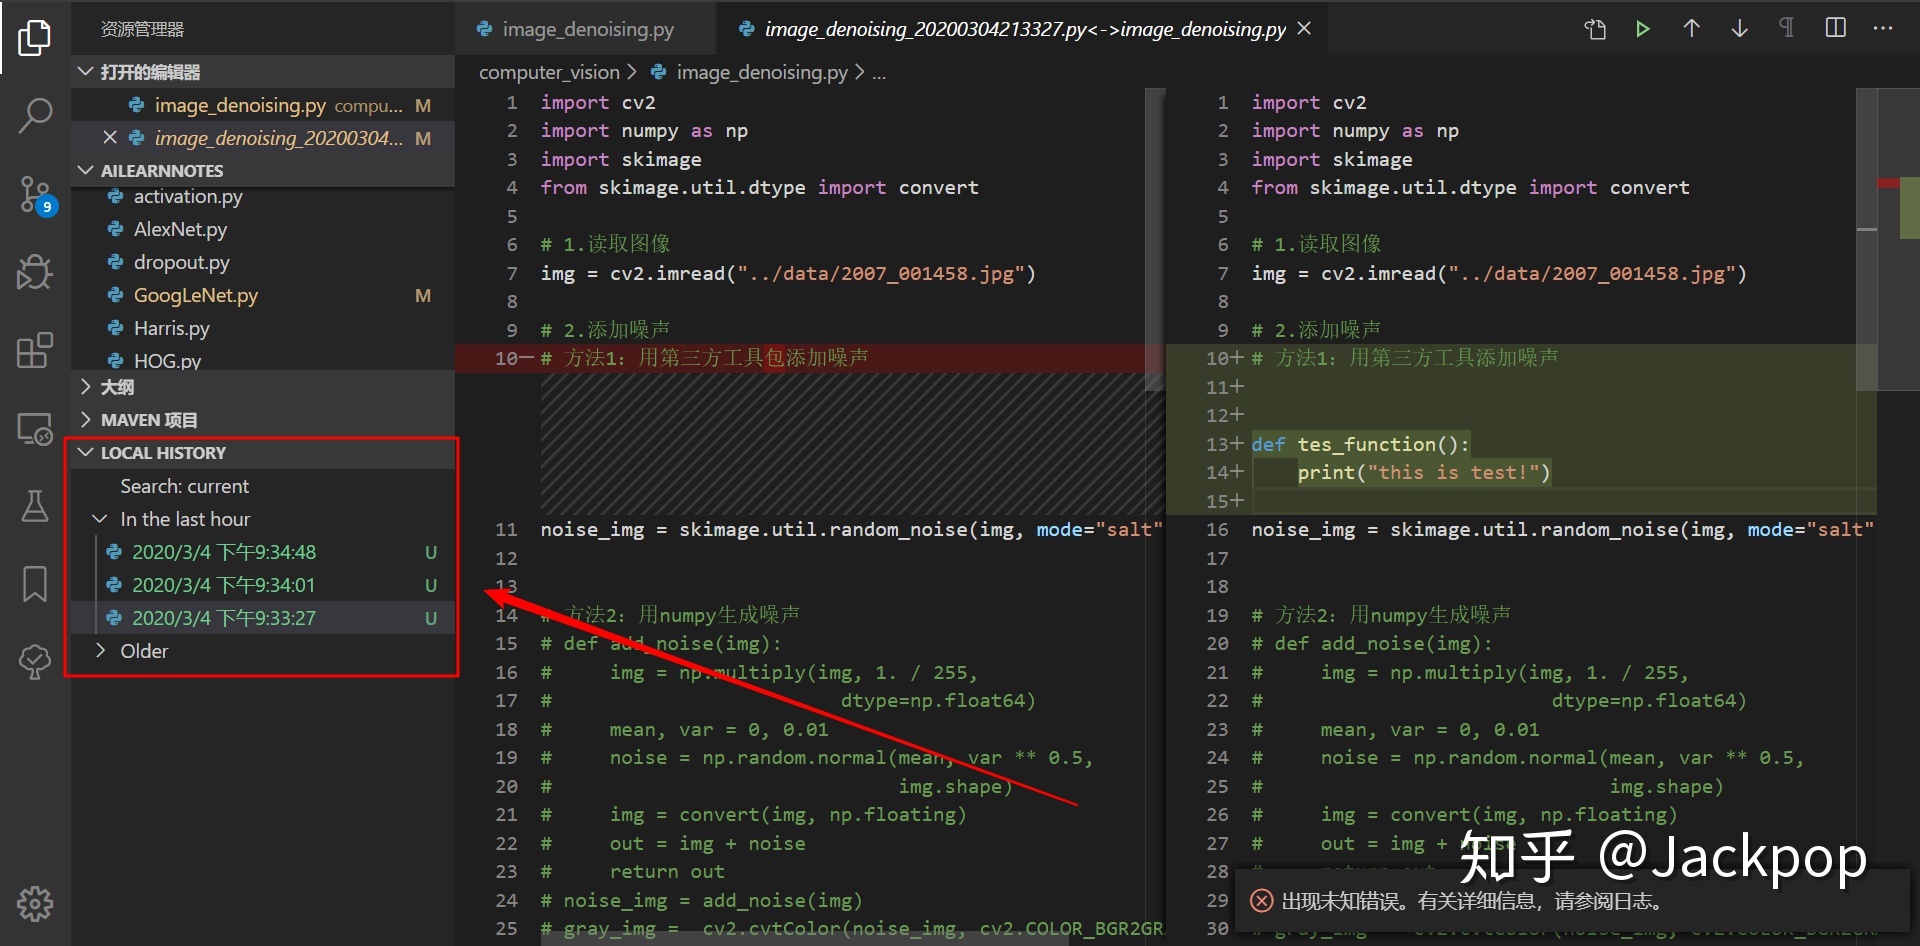 资源管理器
打开的编辑器
image_denoising.py compu... M
image_denoising_20200304... M
AILEARNNOTES
activation.py
AlexNet.py
dropout.py
GoogLeNet.py M
Harris.py
HOG.py
大纲
MAVEN 项目
LOCAL HISTORY
Search: current
In the last hour
2020/3/4 下午9:34:48 U
2020/3/4 下午9:34:01 U
2020/3/4 下午9:33:27 U
Older
9
image_denoising.py
image_denoising_20200304213327.py<->image_denoising.py
computer_vision > image_denoising.py > ...
1 import cv2
2 import numpy as np
3 import skimage
4 from skimage.util.dtype import convert
5
6 # 1.读取图像
7 img = cv2.imread("../data/2007_001458.jpg")
8
9 # 2.添加噪声
10— # 方法1：用第三方工具包添加噪声
11 noise_img = skimage.util.random_noise(img, mode="salt"
12
13
14 # 方法2：用numpy生成噪声
15 # def add_noise(img):
16 #     img = np.multiply(img, 1. / 255,
17 #                         dtype=np.float64)
18 #     mean, var = 0, 0.01
19 #     noise = np.random.normal(mean, var ** 0.5,
20 #                              img.shape)
21 #     img = convert(img, np.floating)
22 #     out = img + noise
23 #     return out
24 # noise_img = add_noise(img)
25 # gray_img =  cv2.cvtColor(noise_img, cv2.COLOR_BGR2GR
1 import cv2
2 import numpy as np
3 import skimage
4 from skimage.util.dtype import convert
5
6 # 1.读取图像
7 img = cv2.imread("../data/2007_001458.jpg")
8
9 # 2.添加噪声
10+ # 方法1：用第三方工具添加噪声
11+
12+
13+ def tes_function():
14+     print("this is test!")
15+
16 noise_img = skimage.util.random_noise(img, mode="salt"
17
18
19 # 方法2：用numpy生成噪声
20 # def add_noise(img):
21 #     img = np.multiply(img, 1. / 255,
22 #                         dtype=np.float64)
23 #     mean, var = 0, 0.01
24 #     noise = np.random.normal(mean, var ** 0.5,
25 #                              img.shape)
26 #     img = convert(img, np.floating)
27 #     out = img + noise
28
29
30
知乎 @Jackpop
出现未知错误。有关详细信息，请参阅日志。